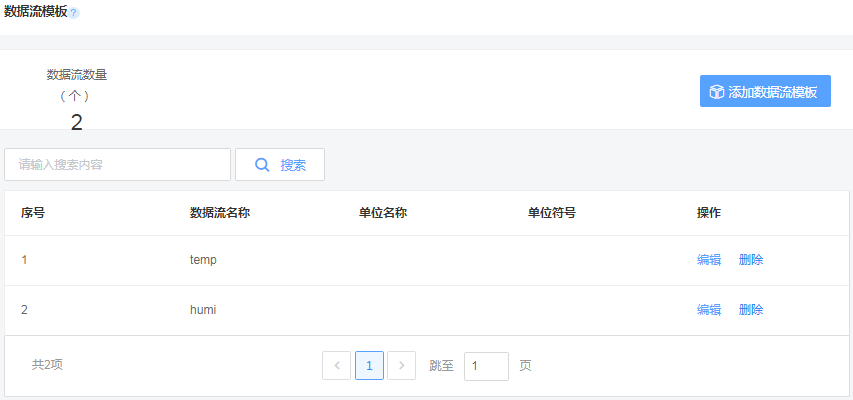 数据流模板?
数据流数量
（个）
2
添加数据流模板
请输入搜索内容 搜索
序号 数据流名称 单位名称 单位符号 操作
1 temp 编辑 删除
2 humi 编辑 删除
共2项 < 1 > 跳至 1 页